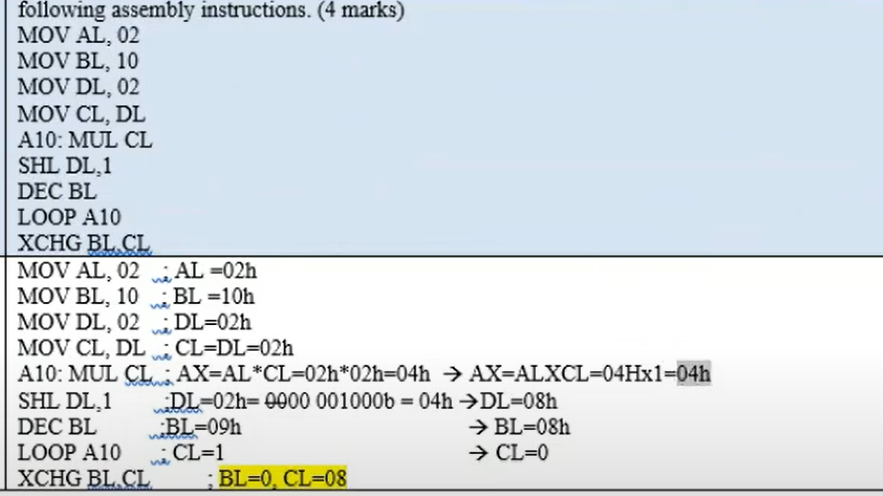 following assembly instructions. (4 marks)
MOV AL, 02
MOV BL, 10
MOV DL, 02
MOV CL, DL
A10: MUL CL
SHL DL,1
DEC BL
LOOP A10
XCHG BL,CL
MOV AL, 02 ; AL =02h
MOV BL, 10 ; BL =10h
MOV DL, 02 ; DL=02h
MOV CL, DL ; CL=DL=02h
A10: MUL CL ; AX=AL*CL=02h*02h=04h → AX=ALXCL=04Hx1=04h
SHL DL,1 ;DL=02h= 0000 001000b = 04h →DL=08h
DEC BL ;BL=09h → BL=08h
LOOP A10 ; CL=1 → CL=0
XCHG BL,CL ; BL=0, CL=08